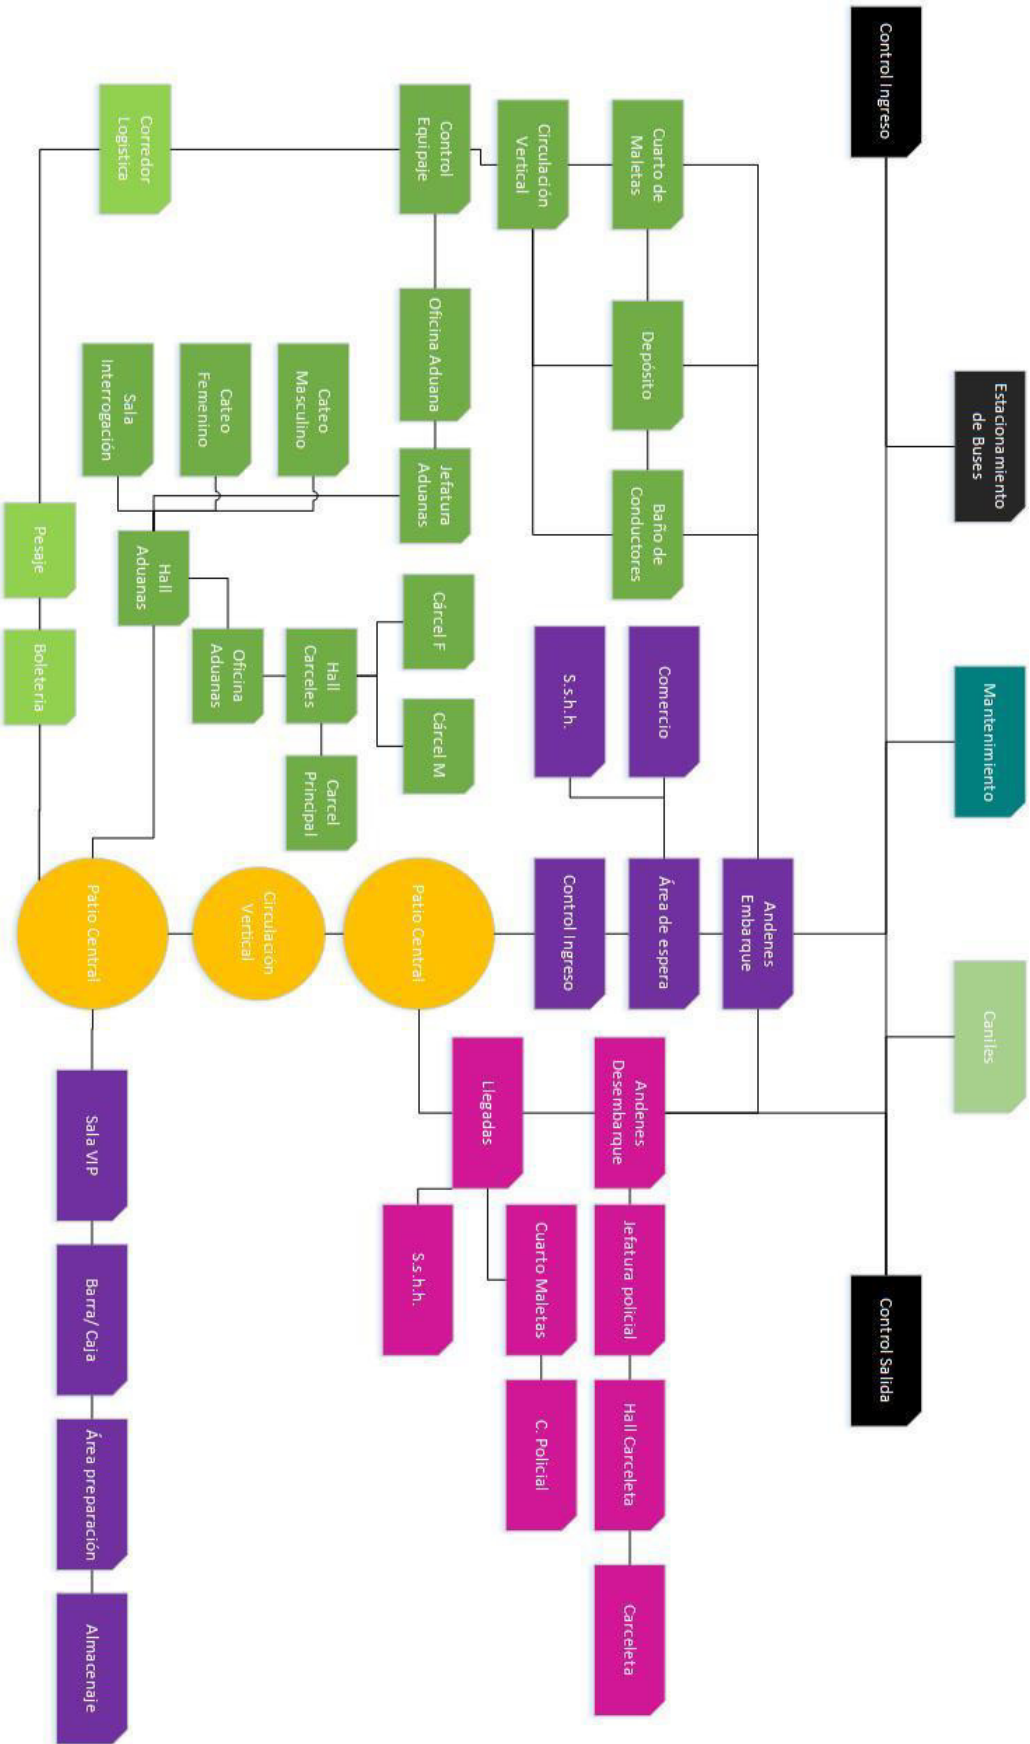 Control Ingreso
Estacionamiento
de Buses
Mantenimiento
Caniles
Control Salida
Cuarto de
Maletas
Depósito
Baño de
Conductores
Comercio
Andenes
Embarque
Circulación
Vertical
S.s.h.h.
Área de espera
Andenes
Desembarque
Jefatura policial
Hall Carceleta
Carceleta
Control
Equipaje
Oficina Aduana
Jefatura
Aduanas
Cárcel F
Cárcel M
Control Ingreso
Llegadas
Cuarto Maletas
C. Policial
Cateo
Masculino
Hall
Carceles
Carcel
Principal
Patio Central
S.s.h.h.
Cateo
Femenino
Oficina
Aduanas
Circulación
Vertical
Corredor
Logística
Sala
Interrogación
Hall
Aduanas
Patio Central
Sala VIP
Barra/ Caja
Área preparación
Almacenaje
Pesaje
Boletería